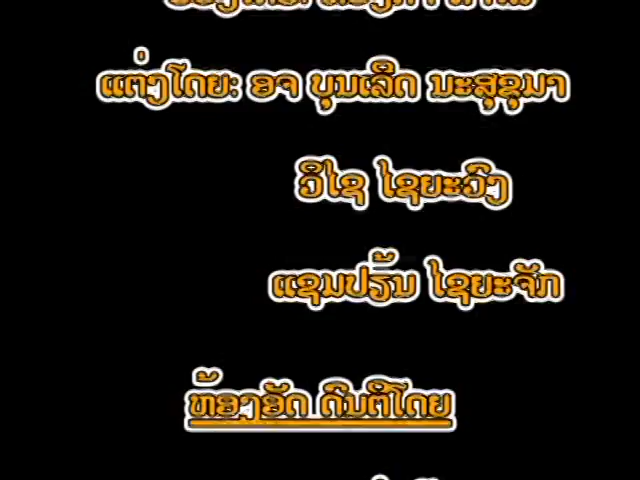 ແຕ່ງໂດຍ: ອຈ ບຸນເລີດ ມະສຸຂຸມາ
ວິໄຊ ໄຊຍະວົງ
ແຊມປຣ໌ນ ໄຊຍະຈັກ
ຫ້ອງອັດ ດົນຕີໂດຍ